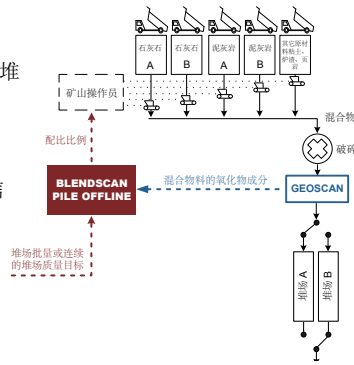 石灰石
A
石灰石
B
泥灰岩
A
泥灰岩
B
其它原材
料粘土、
炉渣、页
岩
堆
矿山操作员
混合物
配比比例
破碎
BLENDSCAN
PILE OFFLINE
混合物料的氧化物成分
GEOSCAN
堆场批量或连续
的堆场质量目标
堆场 A
堆场 B